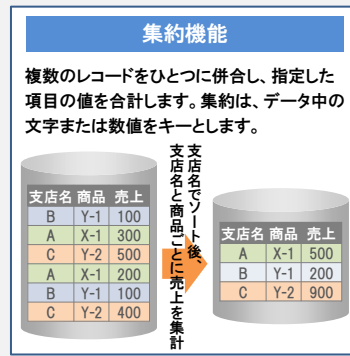 集約機能
複数のレコードをひとつに併合し、指定した
項目の値を合計します。集約は、データ中の
文字または数値をキーとします。
支店名 商品 売上
B Y-1 100
A X-1 300
C Y-2 500
A X-1 200
B Y-1 100
C Y-2 400
支店名でソート後、
支店名と商品ごとに売上を集計
支店名 商品 売上
A X-1 500
B Y-1 200
C Y-2 900